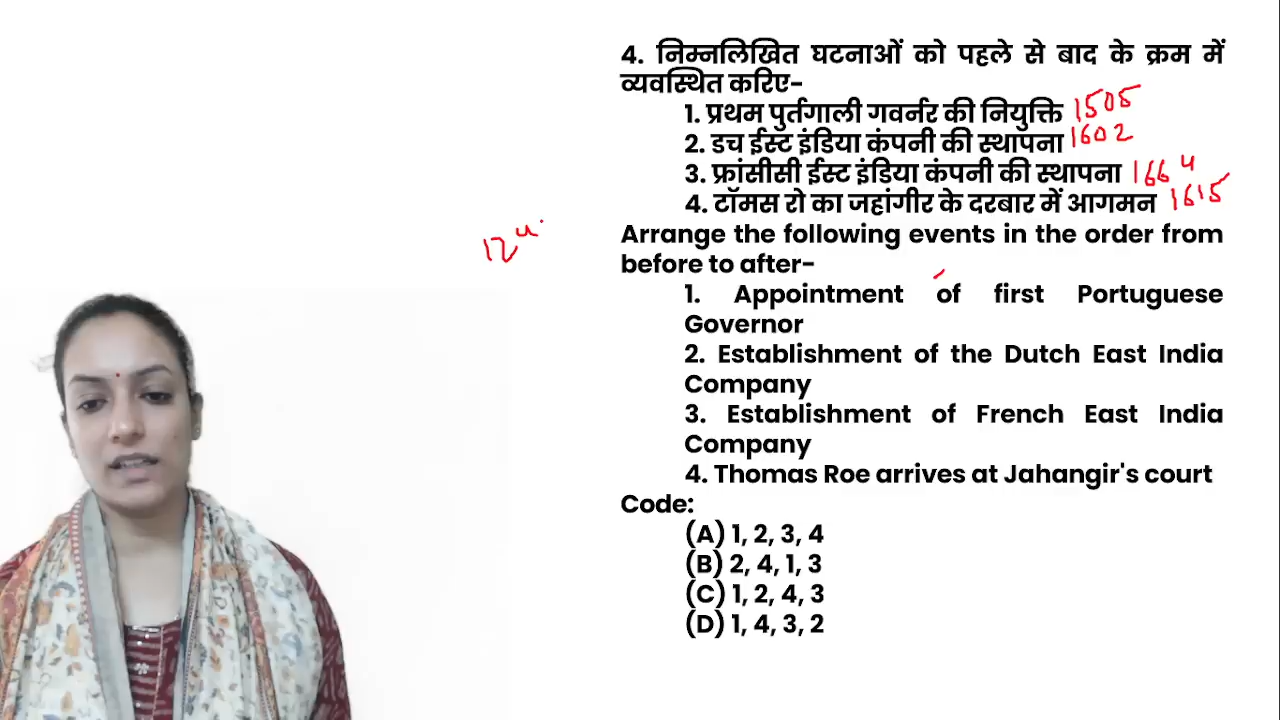 4. निम्नलिखित घटनाओं को पहले से बाद के क्रम में
व्यवस्थित करिए-
1. प्रथम पुर्तगाली गवर्नर की नियुक्ति 1505
2. डच ईस्ट इंडिया कंपनी की स्थापना 1602
3. फ्रांसीसी ईस्ट इंडिया कंपनी की स्थापना 1664
4. टॉमस रो का जहांगीर के दरबार में आगमन 1615
124
Arrange the following events in the order from
before to after-
1. Appointment of first Portuguese
Governor
2. Establishment of the Dutch East India
Company
3. Establishment of French East India
Company
4. Thomas Roe arrives at Jahangir's court
Code:
(A) 1, 2, 3, 4
(B) 2, 4, 1, 3
(C) 1, 2, 4, 3
(D) 1, 4, 3, 2